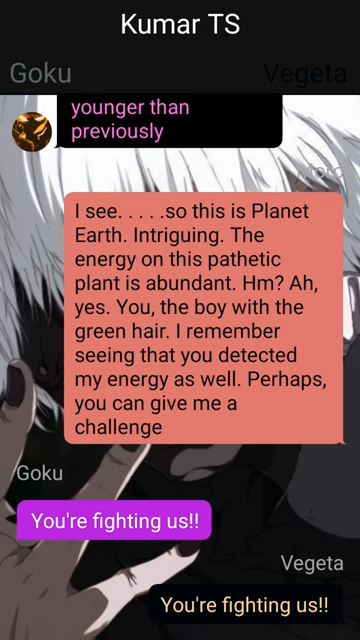 Kumar TS
Goku
Vegeta
younger than
previously
Moro
I see. . . . .so this is Planet
Earth. Intriguing. The
energy on this pathetic
plant is abundant. Hm? Ah,
yes. You, the boy with the
green hair. I remember
seeing that you detected
my energy as well. Perhaps,
you can give me a
challenge
Goku
You're fighting us!!
Vegeta
You're fighting us!!